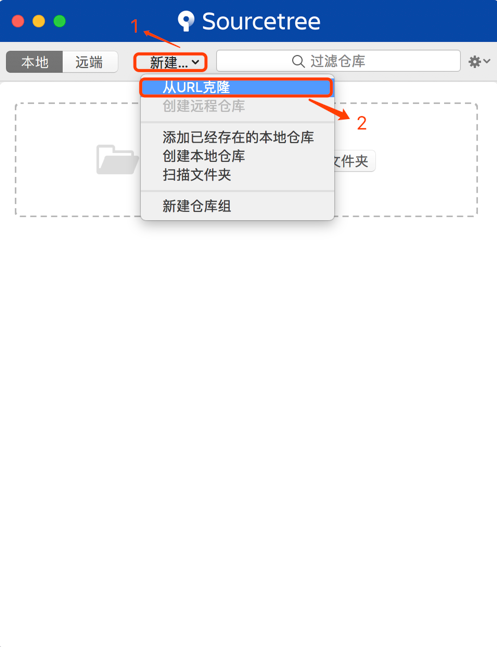 1
Sourcetree
本地
远端
新建...
过滤仓库
从URL克隆
2
创建远程仓库
添加已经存在的本地仓库
创建本地仓库
文件夹
扫描文件夹
新建仓库组